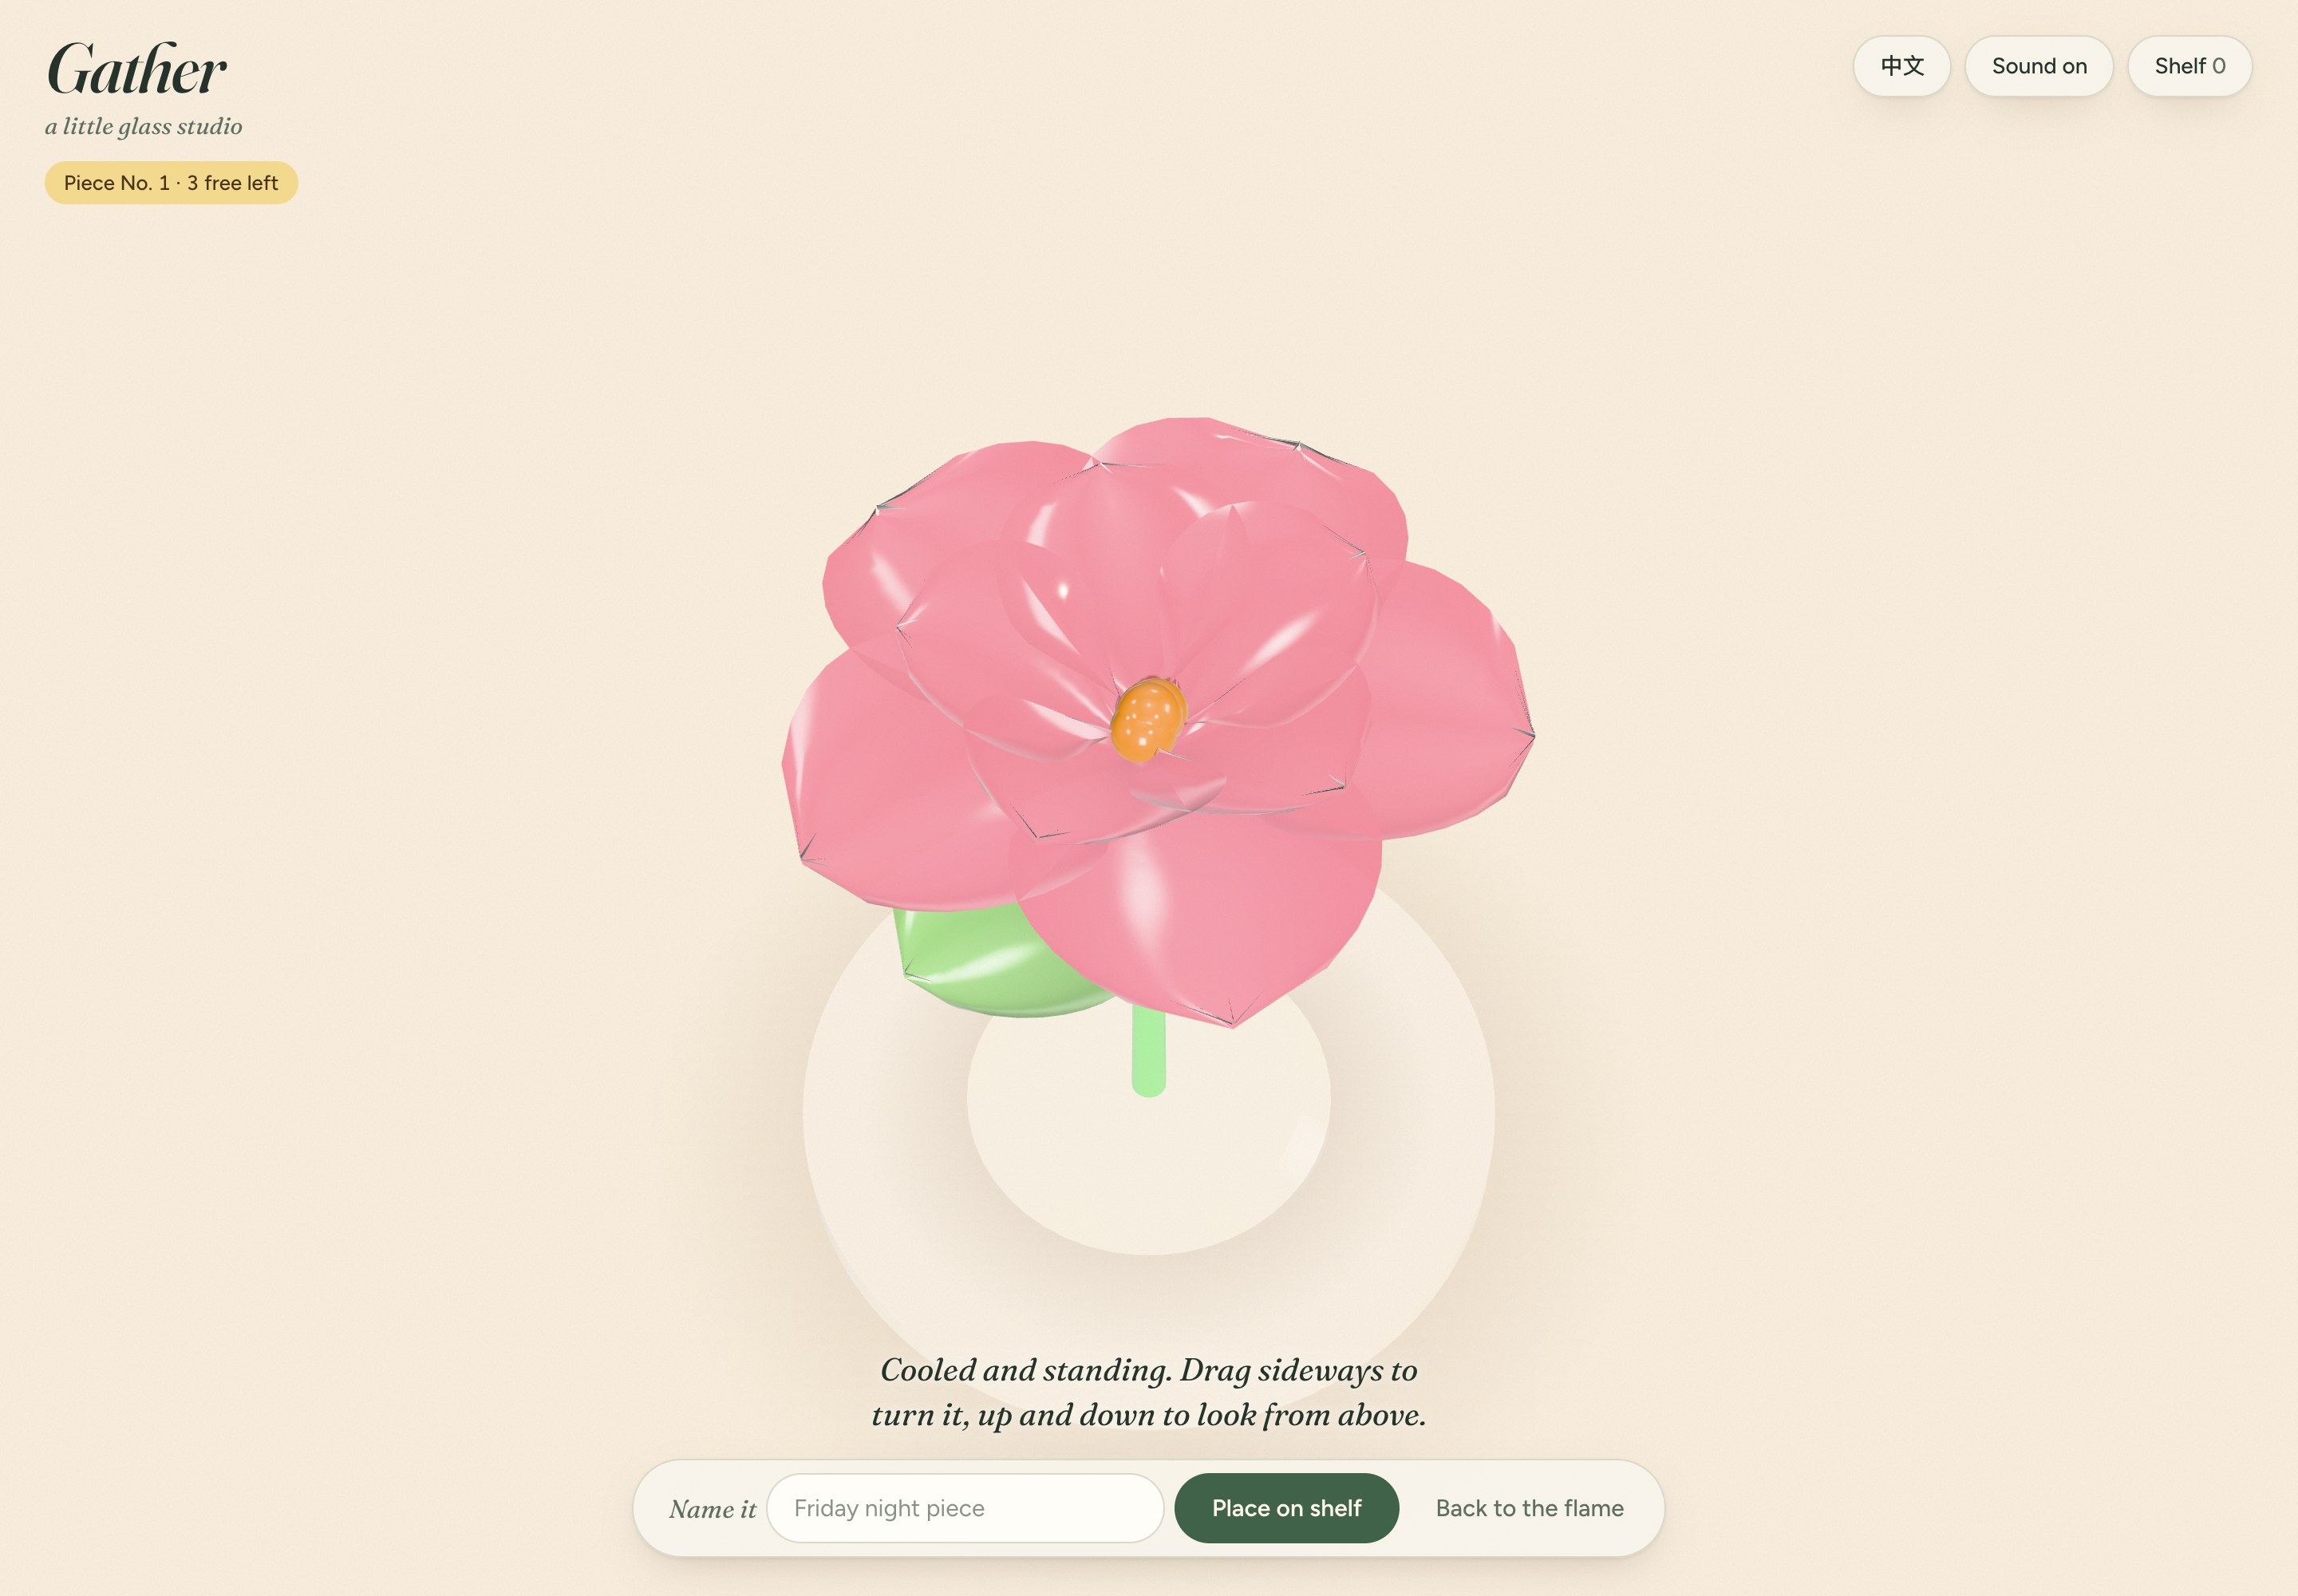 Gather
a little glass studio
Piece No. 1 · 3 free left
中文
Sound on
Shelf 0
Cooled and standing. Drag sideways to
turn it, up and down to look from above.
Name it
Friday night piece
Place on shelf
Back to the flame